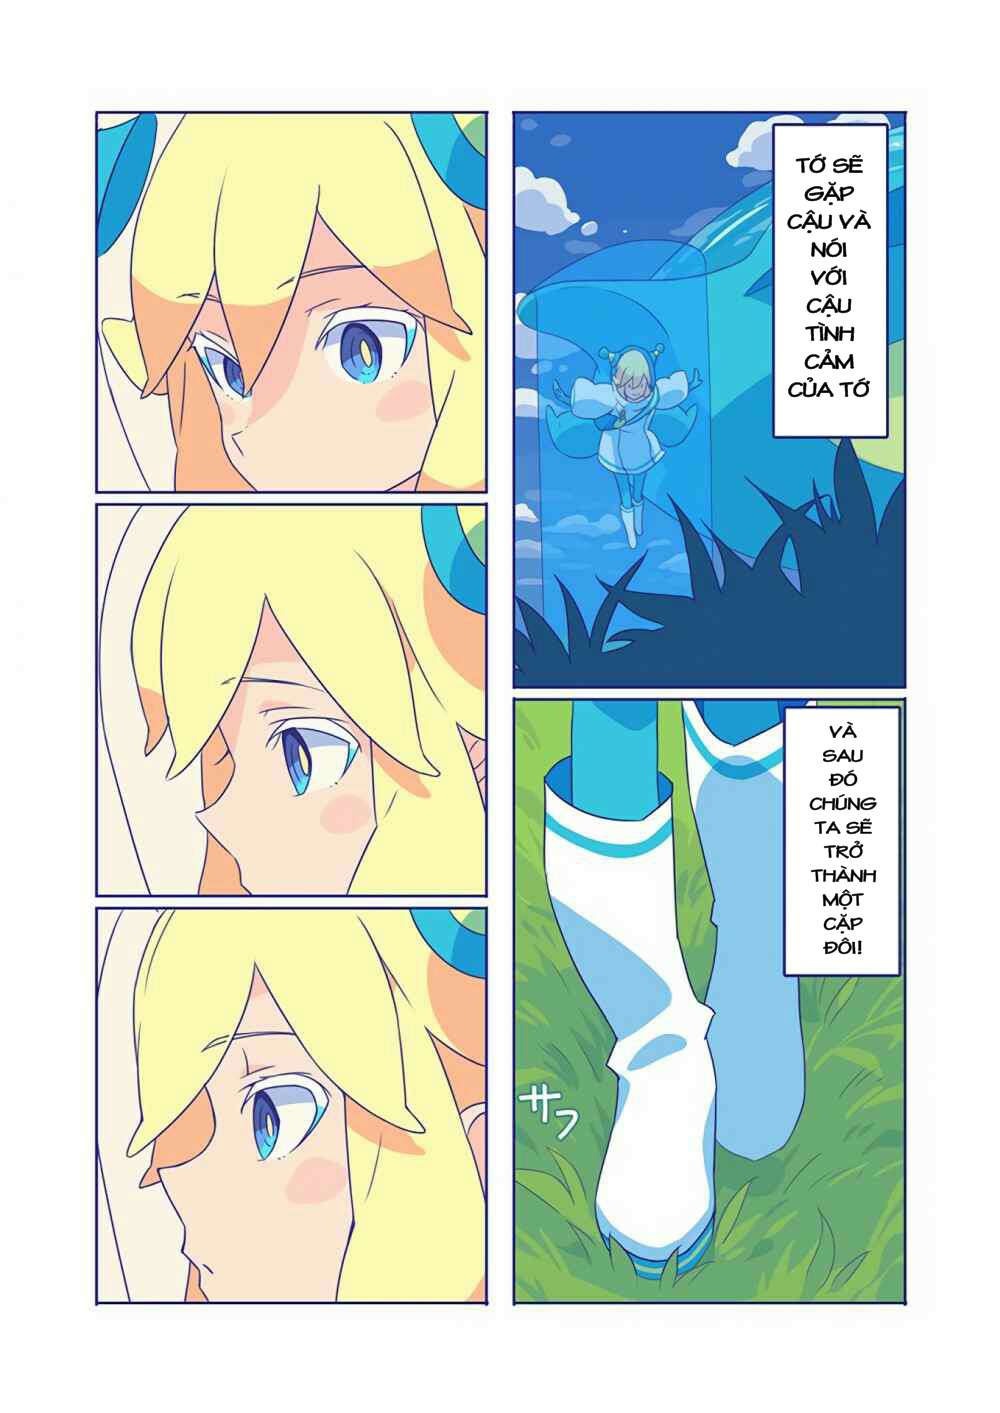 TỚ SẼ
GẶP
CẬU VÀ
NÓI
VỚI
CẬU
TÌNH
CẢM
CỦA TỚ
VÀ
SAU
ĐÓ
CHÚNG
TA SẼ
TRỞ
THÀNH
MỘT
CẶP
ĐÔI!
サフ